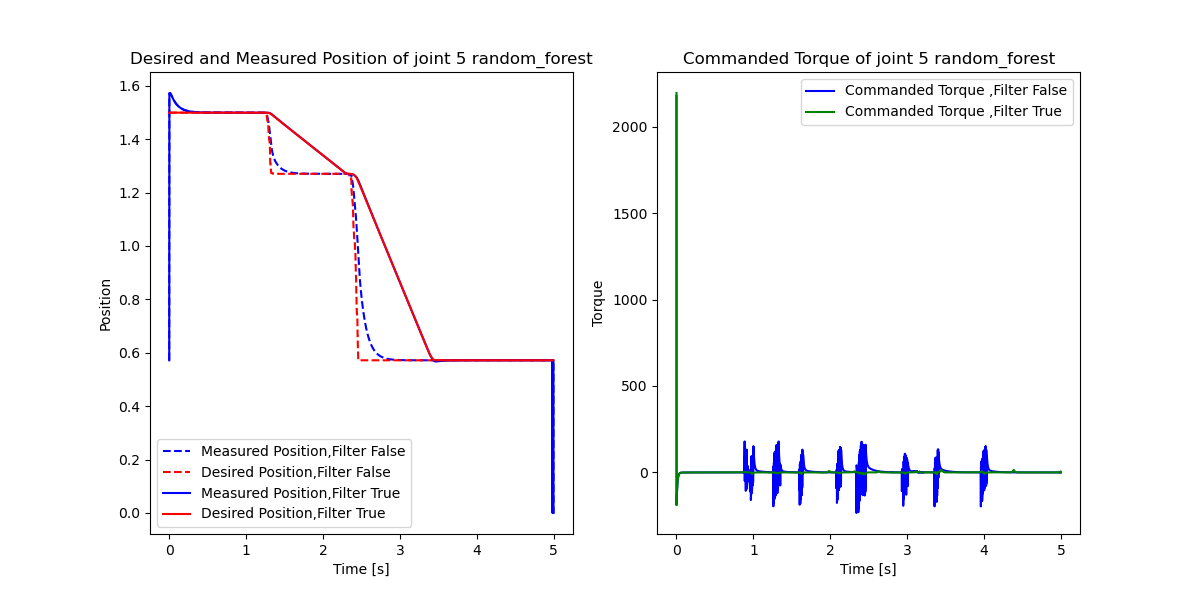 Desired and Measured Position of joint 5 random_forest
1.6
1.4
1.2
1.0
0.8
0.6
0.4
0.2
0.0
Position
Measured Position,Filter False
Desired Position,Filter False
Measured Position,Filter True
Desired Position,Filter True
0 1 2 3 4 5
Time [s]
Commanded Torque of joint 5 random_forest
Commanded Torque ,Filter False
Commanded Torque ,Filter True
2000
1500
1000
500
0
Torque
0 1 2 3 4 5
Time [s]